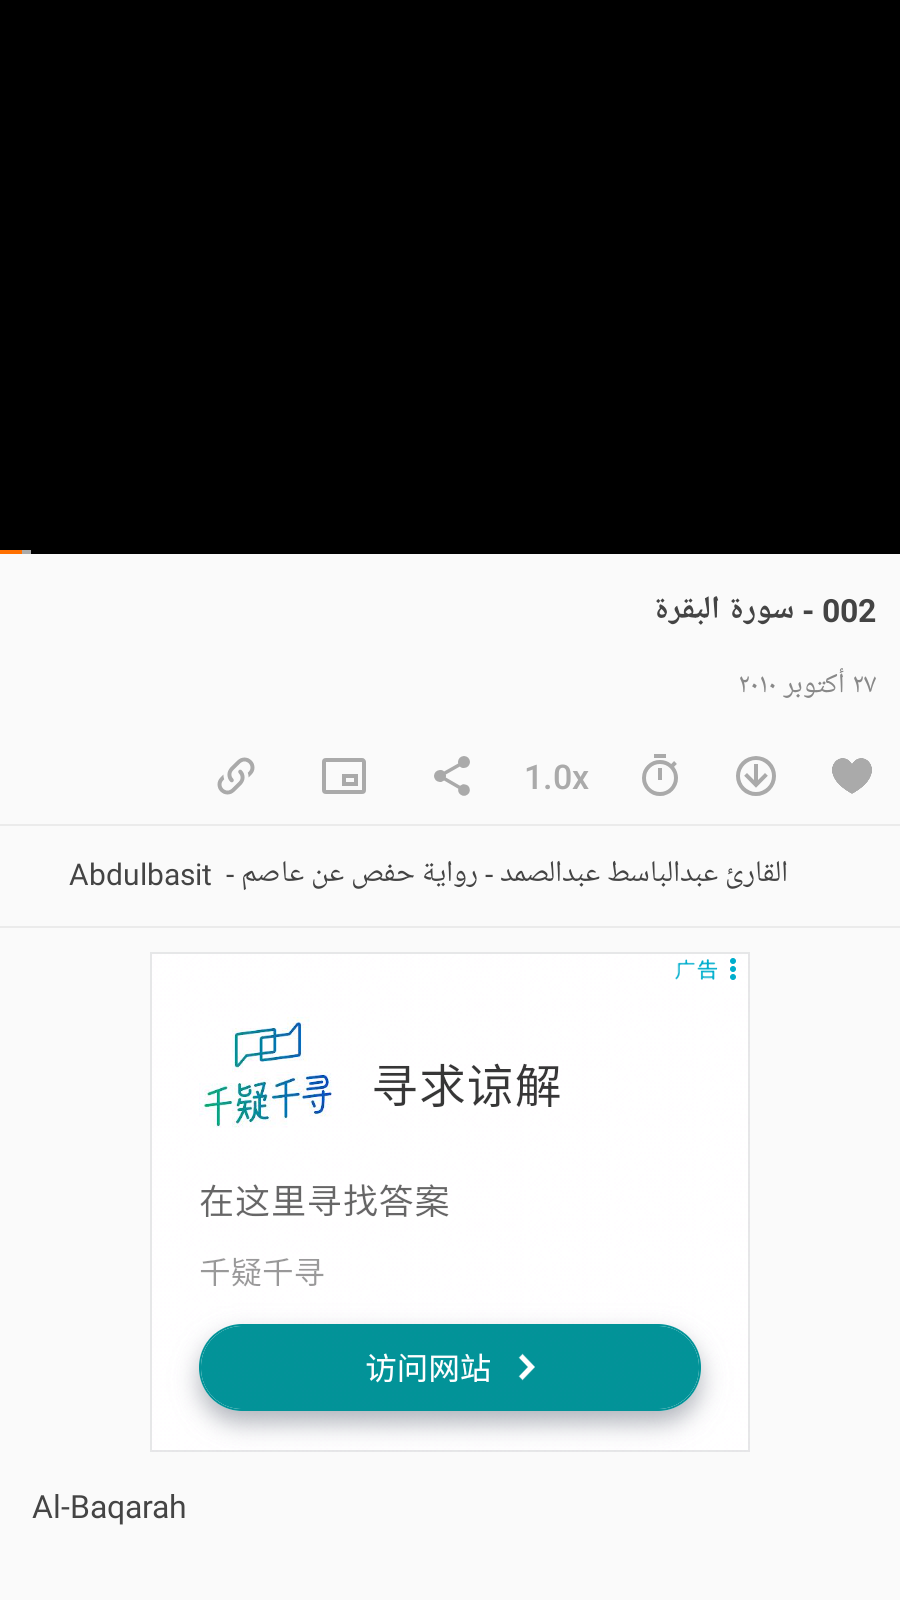 002 - سورة البقرة
٢٧ أكتوبر ٢٠١٠
1.0x
القارئ عبدالباسط عبدالصمد - رواية حفص عن عاصم - Abdulbasit
广告
千疑千寻
寻求谅解
在这里寻找答案
千疑千寻
访问网站
Al-Baqarah